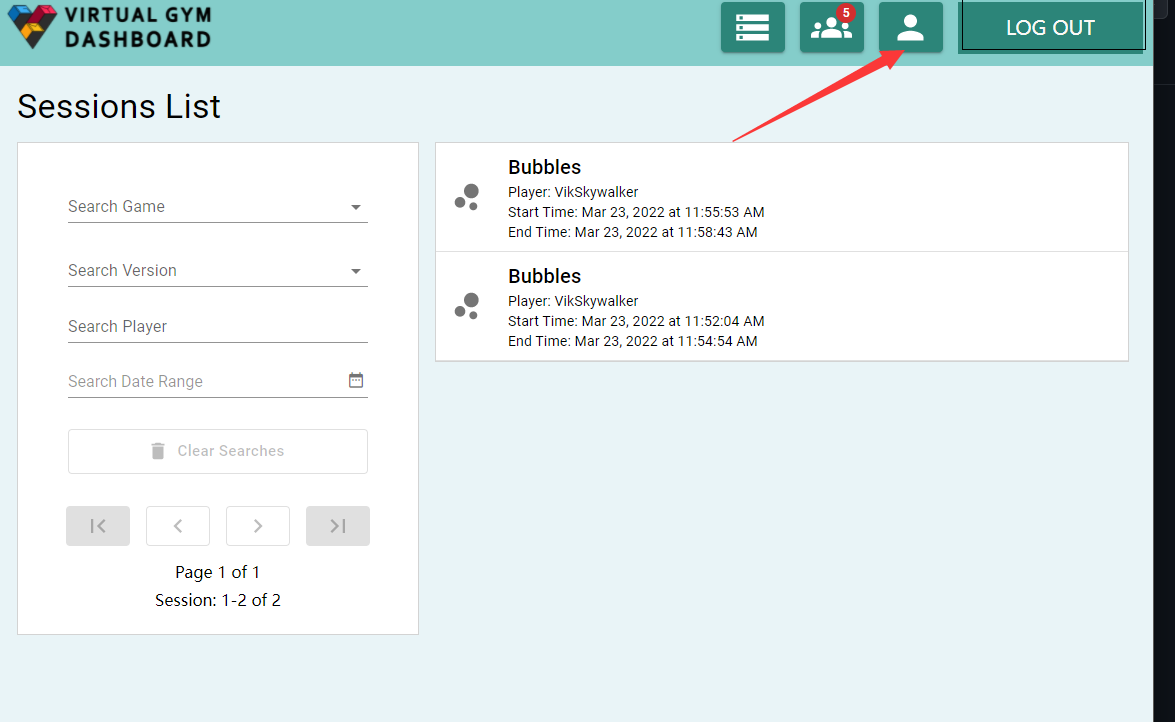 VIRTUAL GYM
DASHBOARD
5
LOG OUT
Sessions List
Search Game
Search Version
Search Player
Search Date Range
Clear Searches
Page 1 of 1
Session: 1-2 of 2
Bubbles
Player: VikSkywalker
Start Time: Mar 23, 2022 at 11:55:53 AM
End Time: Mar 23, 2022 at 11:58:43 AM
Bubbles
Player: VikSkywalker
Start Time: Mar 23, 2022 at 11:52:04 AM
End Time: Mar 23, 2022 at 11:54:54 AM